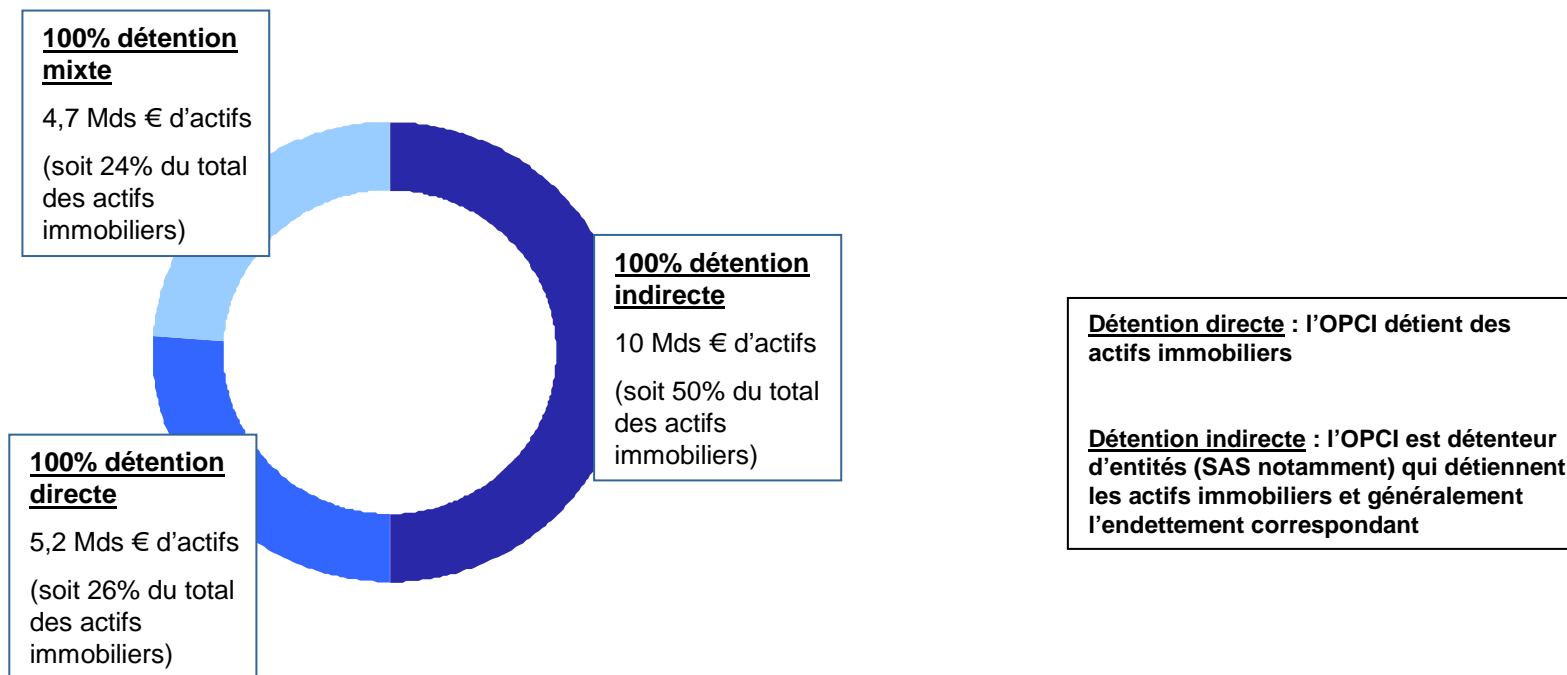 100% détention
mixte
4,7 Mds € d’actifs
(soit 24% du total
des actifs
immobiliers)
100% détention
indirecte
10 Mds € d’actifs
(soit 50% du total
des actifs
immobiliers)
100% détention
directe
5,2 Mds € d’actifs
(soit 26% du total
des actifs
immobiliers)
Détention directe : l’OPCI détient des
actifs immobiliers
Détention indirecte : l’OPCI est détenteur
d’entités (SAS notamment) qui détiennent
les actifs immobiliers et généralement
l’endettement correspondant